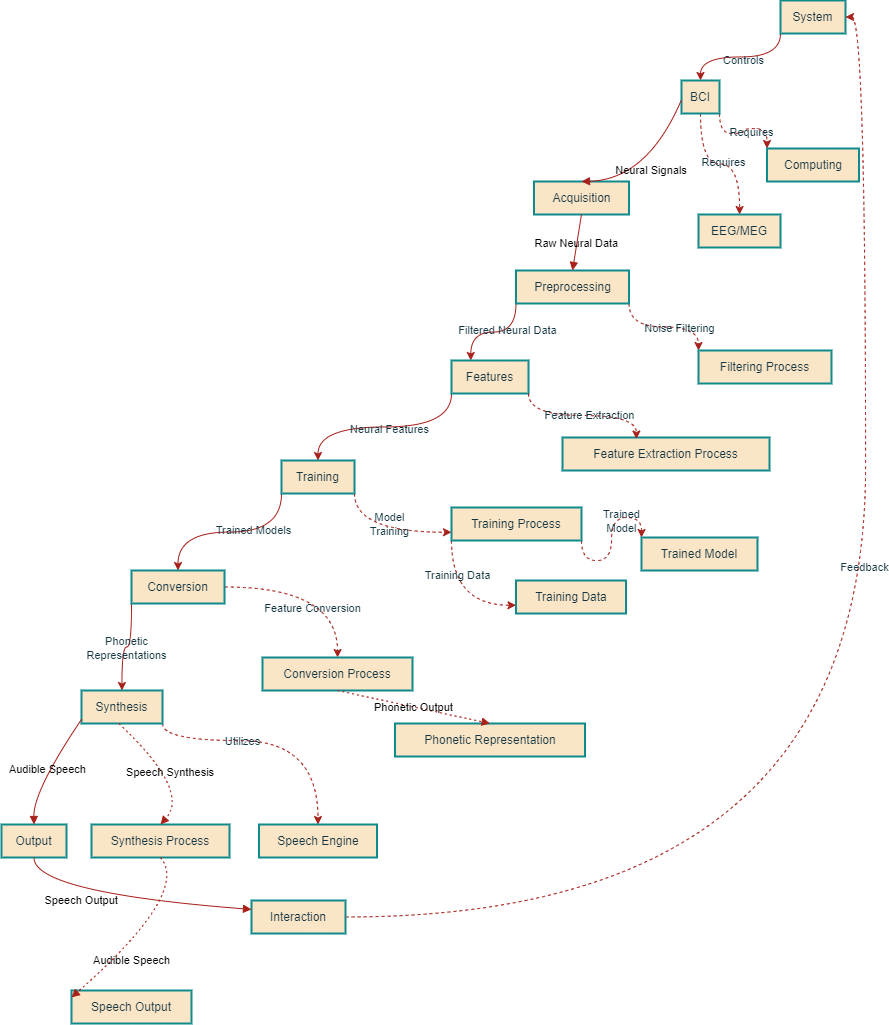 System
Controls
BCI
Requires
Computing
Requires
Neural Signals
Acquisition
EEG/MEG
Raw Neural Data
Preprocessing
Filtered Neural Data
Noise Filtering
Features
Filtering Process
Neural Features
Feature Extraction
Feature Extraction Process
Training
Model
Training
Training Process
Trained
Model
Trained Models
Trained Model
Training Data
Training Data
Feedback
Conversion
Feature Conversion
Phonetic
Representations
Conversion Process
Synthesis
Phonetic Output
Phonetic Representation
Utilizes
Audible Speech
Speech Synthesis
Output
Synthesis Process
Speech Engine
Speech Output
Interaction
Audible Speech
Speech Output